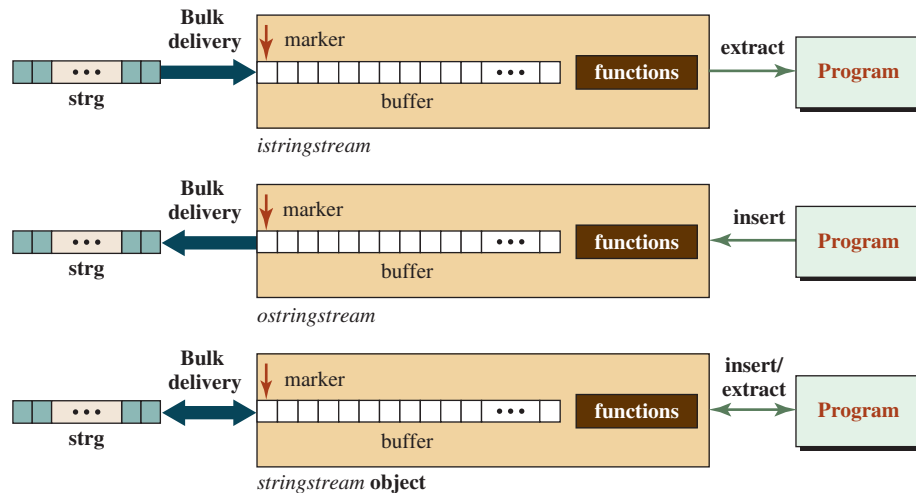 Bulk
delivery
marker
extract
• • •
• • •
functions
Program
strg
buffer
istringstream
Bulk
delivery
marker
insert
• • •
• • •
functions
Program
strg
buffer
ostringstream
Bulk
delivery
marker
insert/
extract
• • •
• • •
functions
Program
strg
buffer
stringstream object